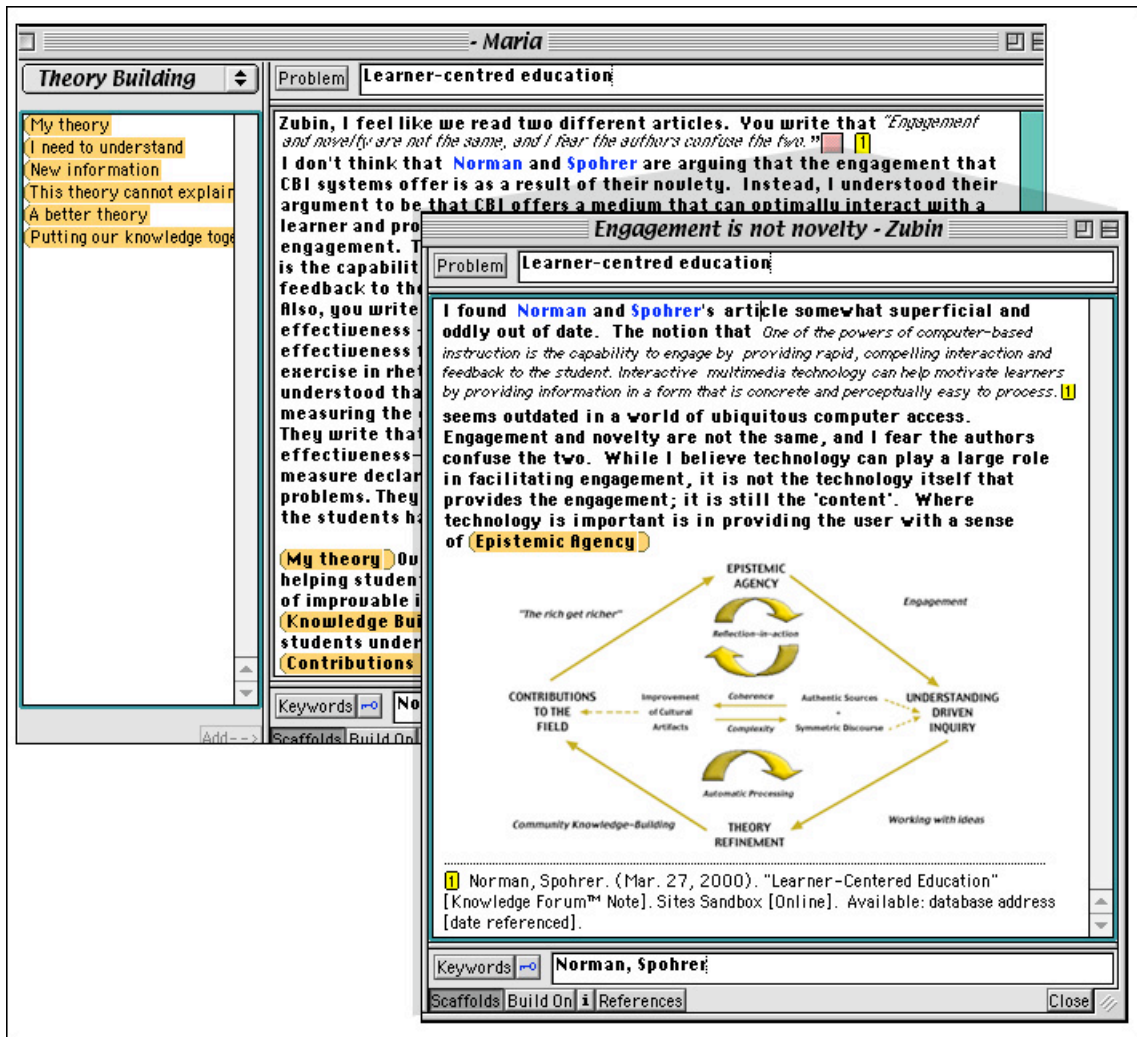 - Maria
Theory Building
Problem
Learner-centred education
My theory
I need to understand
New information
This theory cannot explain
A better theory
Putting our knowledge toge
Add-->
Zubin, I feel like we read two different articles. You write that "Engagement
and novelty are not the same, and I fear the authors confuse the two." 1
I don't think that Norman and Spohrer are arguing that the engagement that
CBI systems offer is as a result of their novlety. Instead, I understood their
argument to be that CBI offers a medium that can optimally interact with a
learner and pro
engagement. T
is the capabilit
feedback to the
Also, you write
effectiveness -
effectiveness
exercise in rhet
understood tha
measuring the
They write that
effectiveness-
measure declar
problems. They
the students ha
My theory Ou
helping student
of improvable i
Knowledge Bui
students under
Contributions
Keywords No
Scaffolds Build On
Engagement is not novelty - Zubin
Problem
Learner-centred education
I found Norman and Spohrer's article somewhat superficial and
oddly out of date. The notion that One of the powers of computer-based
instruction is the capability to engage by providing rapid, compelling interaction and
feedback to the student. Interactive multimedia technology can help motivate learners
by providing information in a form that is concrete and perceptually easy to process. 1
seems outdated in a world of ubiquitous computer access.
Engagement and novelty are not the same, and I fear the authors
confuse the two. While I believe technology can play a large role
in facilitating engagement, it is not the technology itself that
provides the engagement; it is still the 'content'. Where
technology is important is in providing the user with a sense
of Epistemic Agency
EPISTEMIC
AGENCY
"The rich get richer"
Engagement
Reflection-in-action
CONTRIBUTIONS
TO THE
FIELD
Improvement
of Cultural
Artifacts
Coherence
Complexity
Authentic Sources
+
Symmetric Discourse
UNDERSTANDING
DRIVEN
INQUIRY
Automatic Processing
Community Knowledge-Building
Working with ideas
THEORY
REFINEMENT
1 Norman, Spohrer. (Mar. 27, 2000). "Learner-Centered Education"
[Knowledge Forum™ Note]. Sites Sandbox [Online]. Available: database address
[date referenced].
Keywords Norman, Spohrer
Scaffolds Build On i References Close